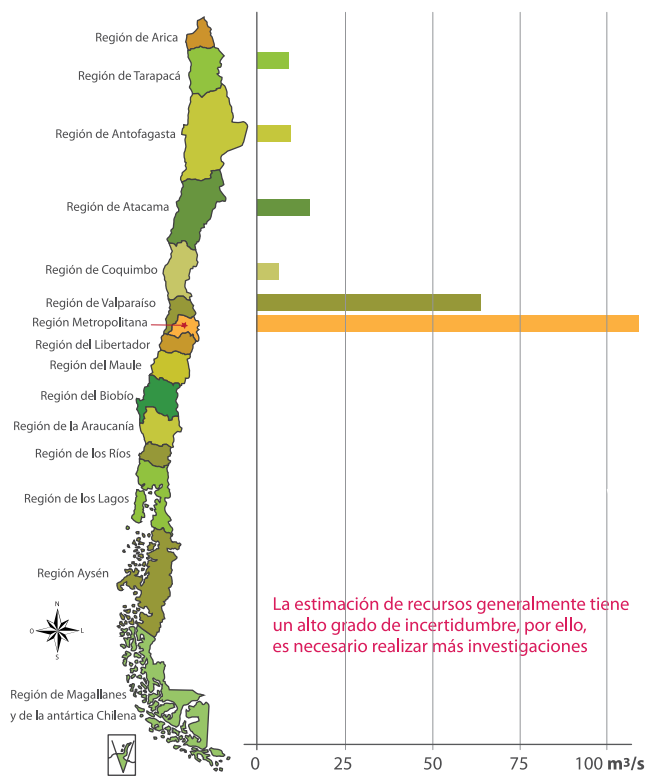 Región de Arica
Región de Tarapacá
Región de Antofagasta
Región de Atacama
Región de Coquimbo
Región de Valparaíso
Región Metropolitana
Región del Libertador
Región del Maule
Región del Biobío
Región de la Araucanía
Región de los Ríos
Región de los Lagos
Región Aysén
La estimación de recursos generalmente tiene
un alto grado de incertidumbre, por ello,
es necesario realizar más investigaciones
N
O L
S
Región de Magallanes
y de la antártica Chilena
0 25 50 75 100 m³/s